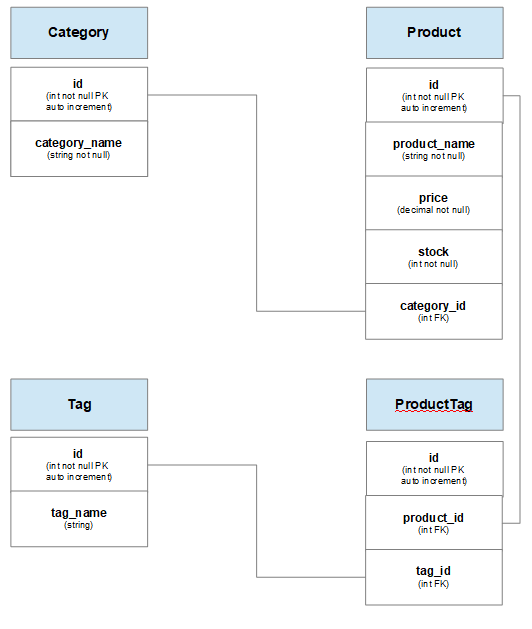 Category
id
(int not null PK
auto increment)
category_name
(string not null)
Product
id
(int not null PK
auto increment)
product_name
(string not null)
price
(decimal not null)
stock
(int not null)
category_id
(int FK)
Tag
id
(int not null PK
auto increment)
tag_name
(string)
ProductTag
id
(int not null PK
auto increment)
product_id
(int FK)
tag_id
(int FK)